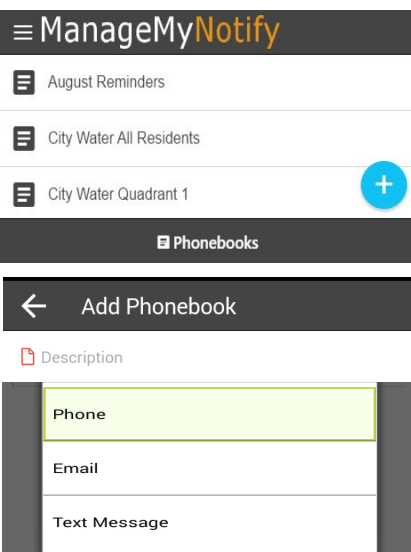 ManageMyNotify
August Reminders
City Water All Residents
City Water Quadrant 1
Phonebooks
Add Phonebook
Description
Phone
Email
Text Message